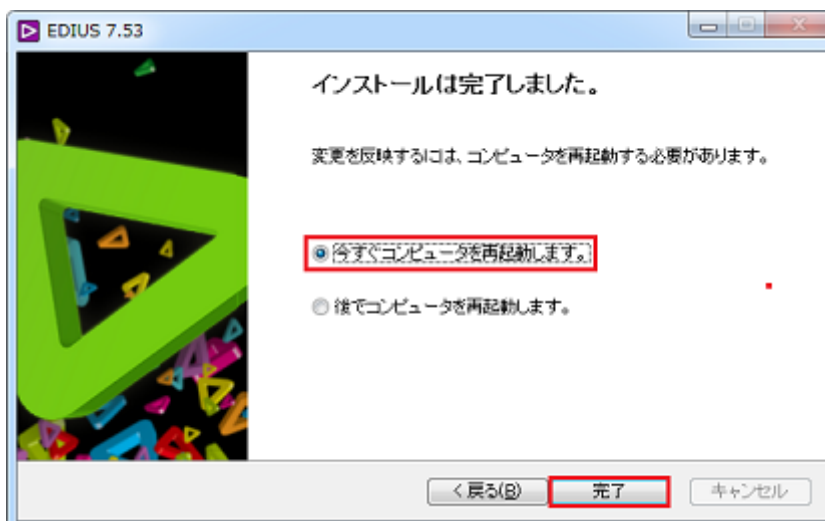 EDIUS 7.53
インストールは完了しました。
変更を反映するには、コンピュータを再起動する必要があります。
今すぐコンピュータを再起動します。
後でコンピュータを再起動します。
< 戻る(B)
完了
キャンセル